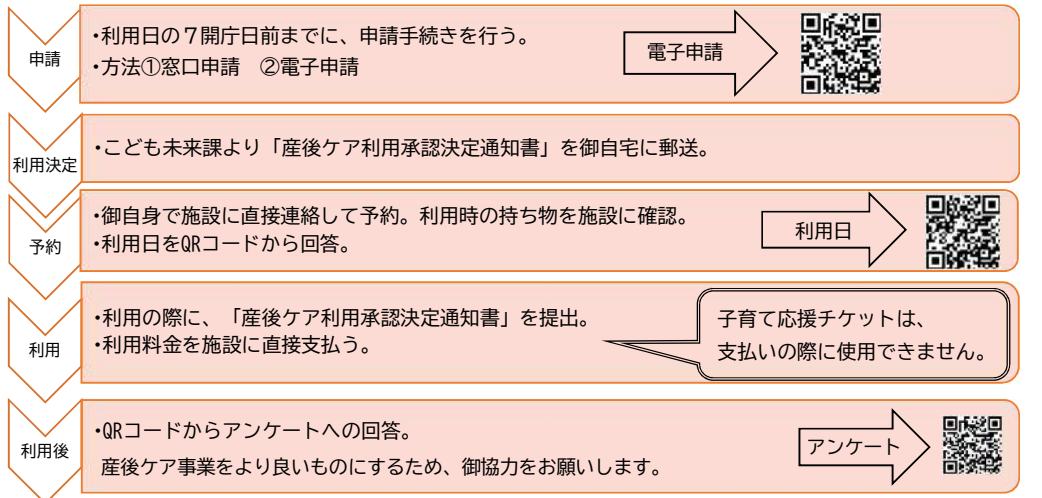 申請
・利用日の７開庁日前までに、申請手続きを行う。
・方法①窓口申請　②電子申請
電子申請
利用決定
・こども未来課より「産後ケア利用承認決定通知書」を御自宅に郵送。
予約
・御自身で施設に直接連絡して予約。利用時の持ち物を施設に確認。
・利用日をQRコードから回答。
利用日
利用
・利用の際に、「産後ケア利用承認決定通知書」を提出。
・利用料金を施設に直接支払う。
子育て応援チケットは、
支払いの際に使用できません。
利用後
・QRコードからアンケートへの回答。
産後ケア事業をより良いものにするため、御協力をお願いします。
アンケート